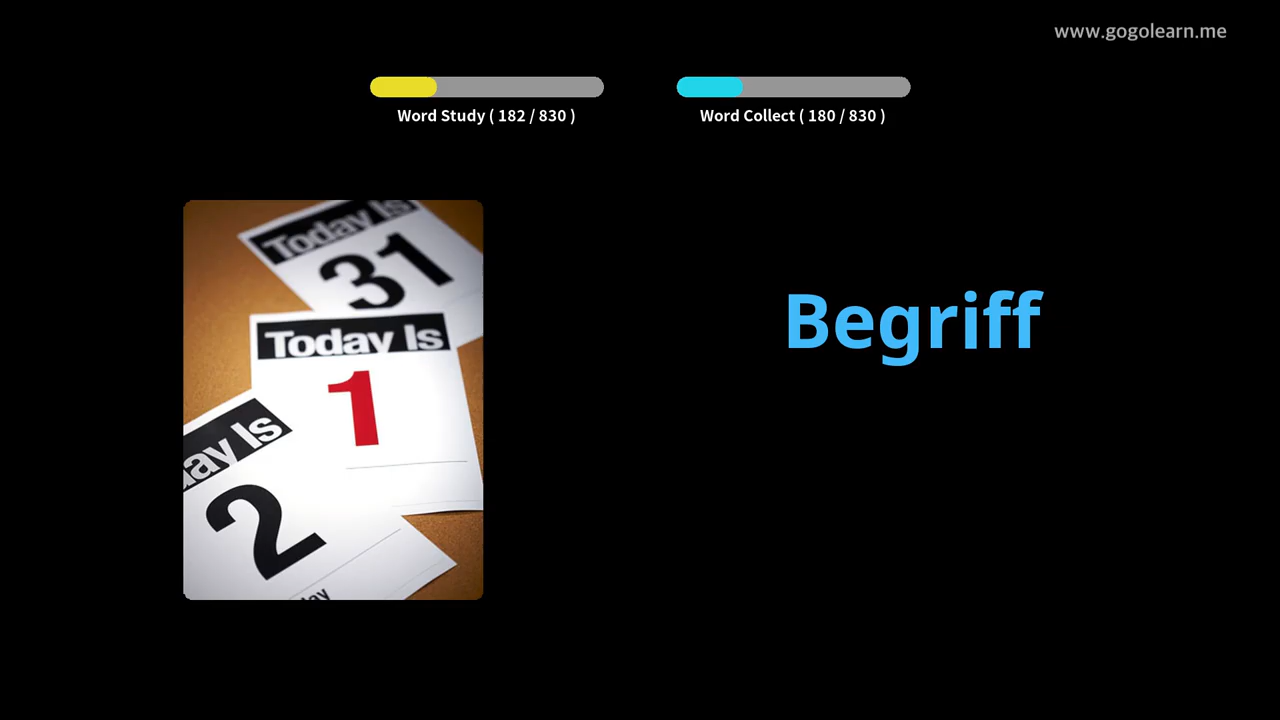 www.gogolearn.me
Word Study ( 182 / 830 )
Word Collect ( 180 / 830 )
Today Is
31
Today Is
1
ay Is
2
Begriff